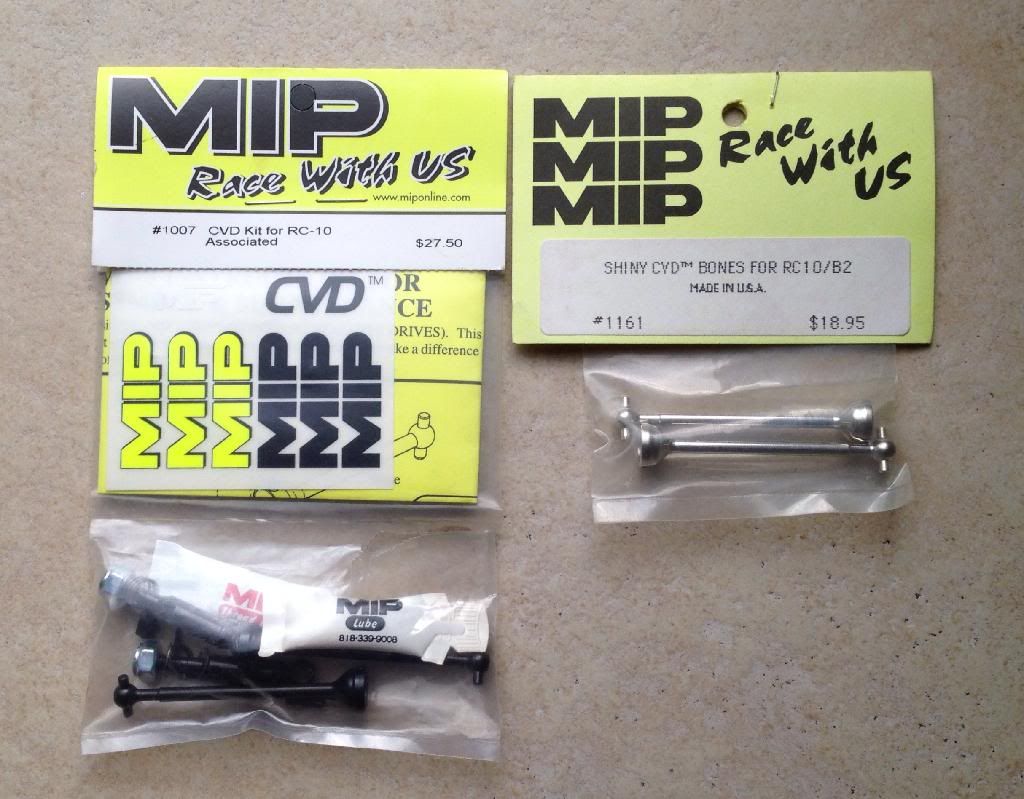 MIP
Race With US
www.miponline.com
#1007 CVD Kit for RC-10
Associated
$27.50
OR
CE
DRIVES). This
ke a difference
CVD™
MIP MIP MIP MIP MIP MIP
e
MIP
Lube
818-339-9008
MIP
MIP
MIP
Race With US
SHINY CVD™ BONES FOR RC10/B2
MADE IN U.S.A.
#1161 $18.95